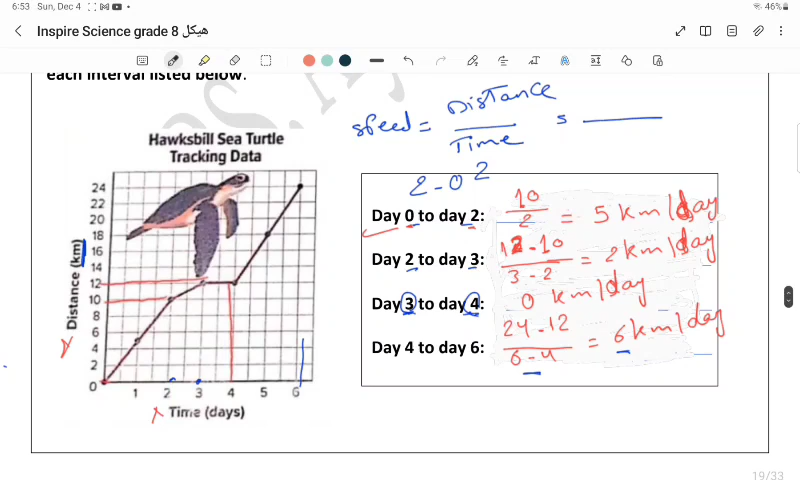 6:53 Sun, Dec 4
46%
Inspire Science grade 8 هيكل
each interval listed below.
Speed = Distance / Time = ____
2-0 2
Hawksbill Sea Turtle
Tracking Data
Distance (km)
24
22
20
18
16
14
12
10
8
6
4
2
0
1 2 3 4 5 6
Time (days)
y
x
Day 0 to day 2: 10/2 = 5 km/day
Day 2 to day 3: 12-10/3-2 = 2 km/day
Day 3 to day 4: 0 km/day
Day 4 to day 6: 24-12/6-4 = 6 km/day
19/33